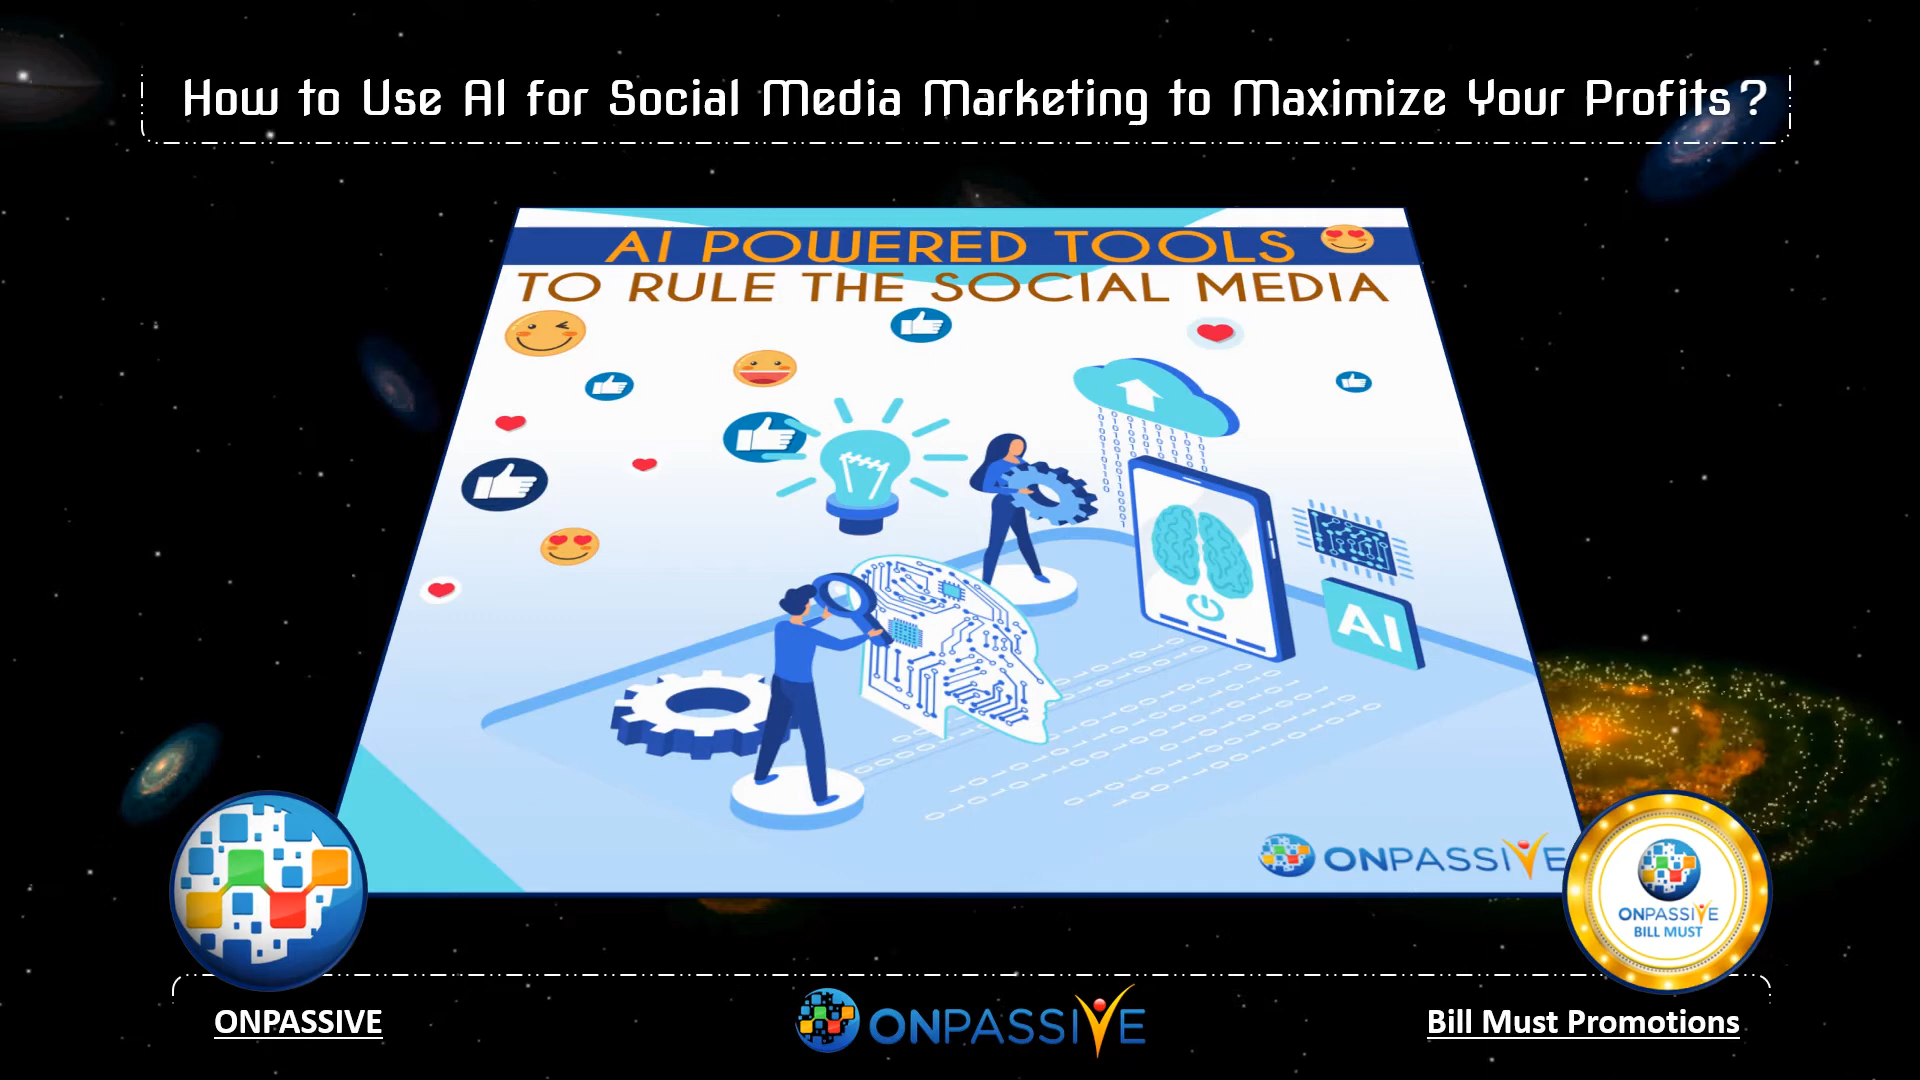 How to Use AI for Social Media Marketing to Maximize Your Profits?
AI POWERED TOOLS
TO RULE THE SOCIAL MEDIA
AI
ONPASSIVE
ONPASSIVE
BILL MUST
ONPASSIVE
ONPASSIVE
Bill Must Promotions